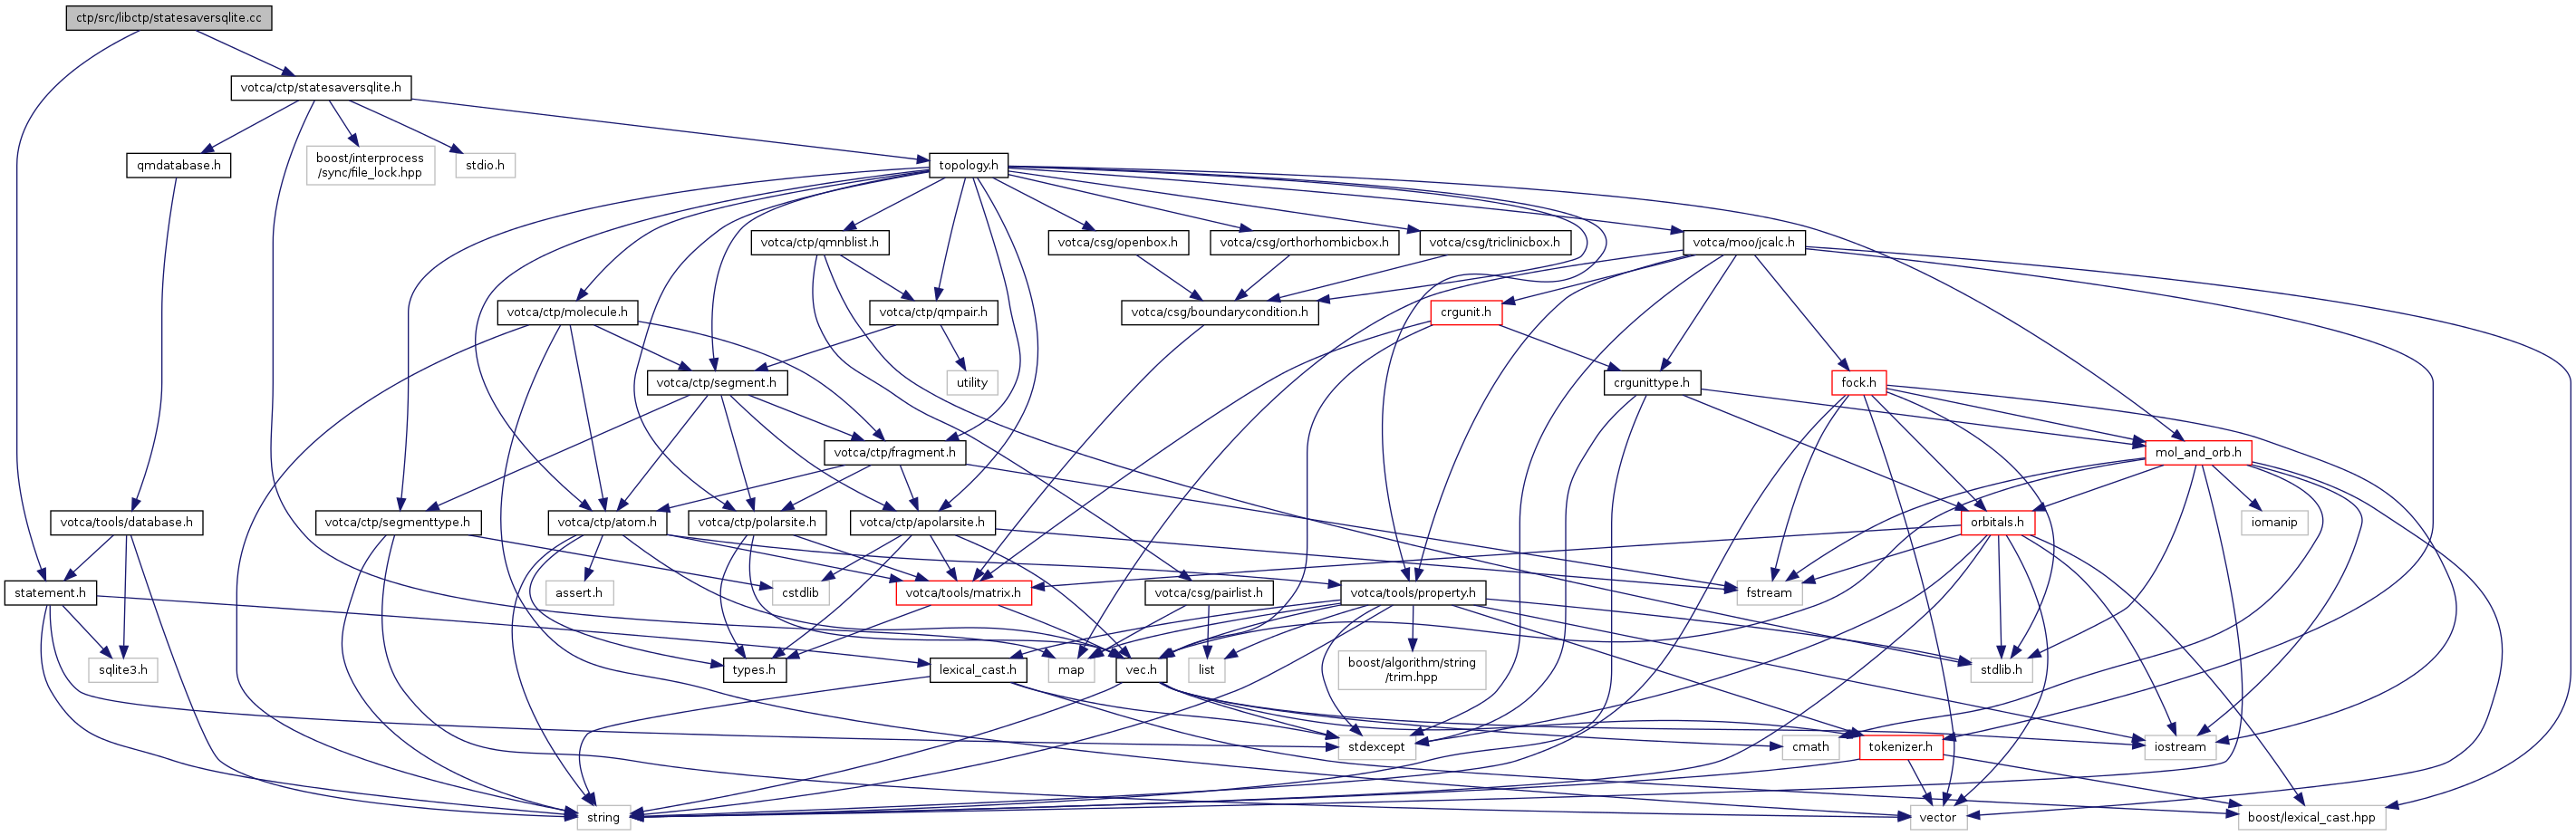 ctp/src/libctp/statesaversqlite.cc
votca/ctp/statesaversqlite.h
qmdatabase.h
boost/interprocess
/sync/file_lock.hpp
stdio.h
topology.h
votca/ctp/qmnblist.h
votca/csg/openbox.h
votca/csg/orthorhombicbox.h
votca/csg/triclinicbox.h
votca/moo/jcalc.h
votca/ctp/molecule.h
votca/ctp/qmpair.h
votca/csg/boundarycondition.h
crgunit.h
votca/ctp/segment.h
utility
crgunittype.h
fock.h
votca/ctp/fragment.h
mol_and_orb.h
votca/tools/database.h
votca/ctp/segmenttype.h
votca/ctp/atom.h
votca/ctp/polarsite.h
votca/ctp/apolarsite.h
orbitals.h
iomanip
statement.h
assert.h
cstdlib
votca/tools/matrix.h
votca/csg/pairlist.h
votca/tools/property.h
fstream
sqlite3.h
types.h
lexical_cast.h
map
vec.h
list
boost/algorithm/string
/trim.hpp
stdlib.h
stdexcept
cmath
tokenizer.h
iostream
string
vector
boost/lexical_cast.hpp